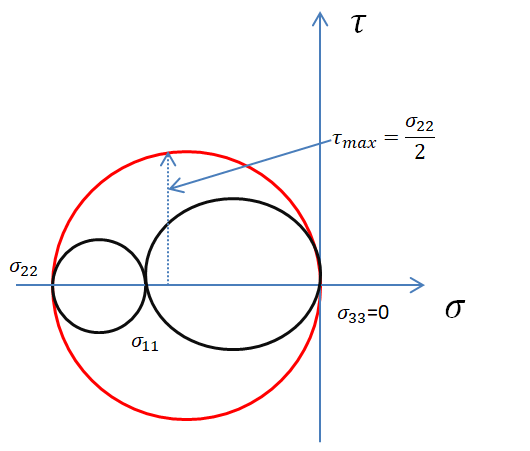 τ
τ_max = σ_22/2
σ_22
σ_33=0
σ
σ_11